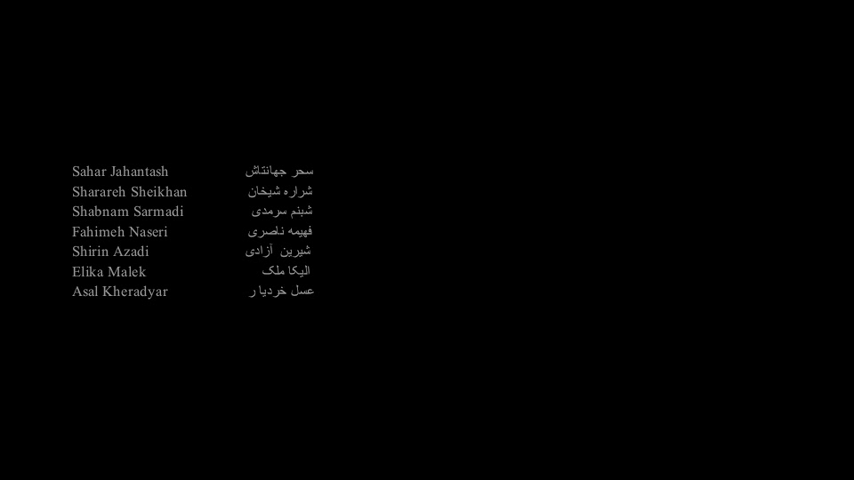 Sahar Jahantash سحر جهانتاش
Sharareh Sheikhan شراره شیخان
Shabnam Sarmadi شبنم سرمدی
Fahimeh Naseri فهیمه ناصری
Shirin Azadi شیرین آزادی
Elika Malek الیکا ملک
Asal Kheradyar عسل خردیا ر